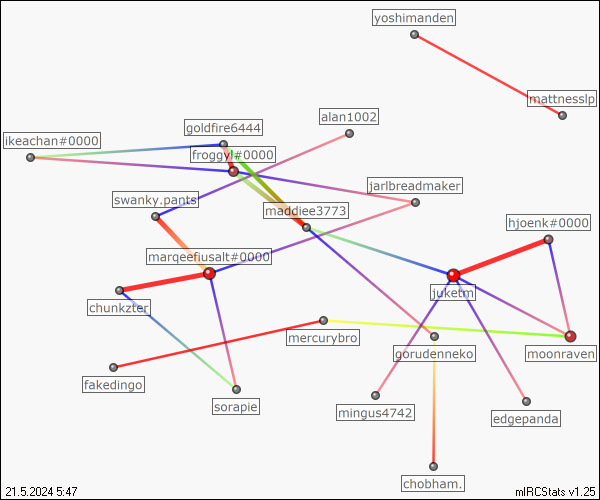 yoshimanden
mattnesslp
alan1002
goldfire6444
ikeachan#0000
froggyl#0000
jarlbreadmaker
swanky.pants
maddiee3773
hjoenk#0000
marqeefiusalt#0000
juketm
chunkzter
mercurybro
gorudenneko
moonraven
fakedingo
sorapie
mingus4742
edgepanda
chobham.
21.5.2024 5:47
mIRCStats v1.25